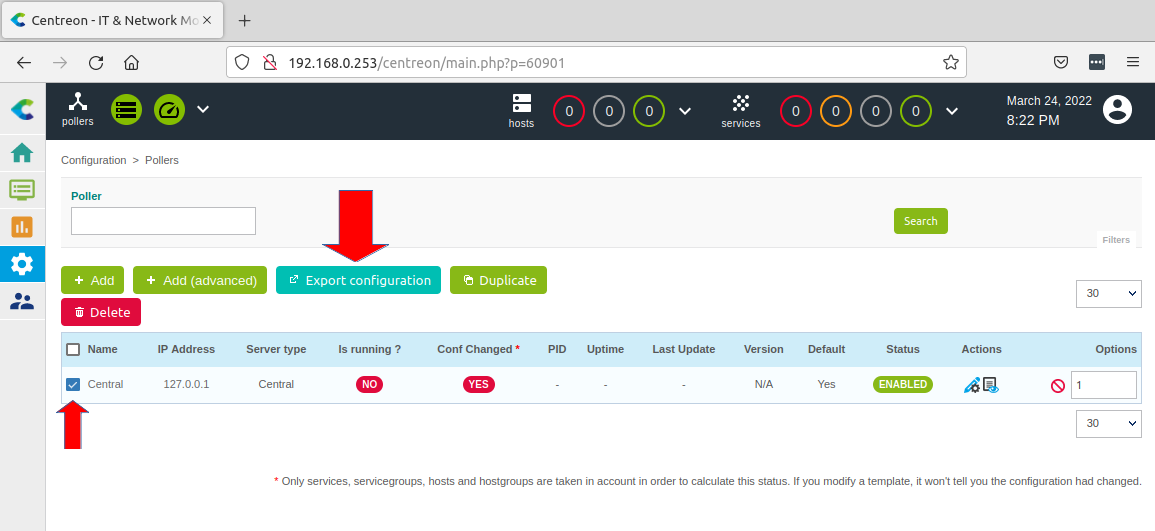 Centreon - IT & Network Mo
192.168.0.253/centreon/main.php?p=60901
pollers
hosts
0 0 0
services
0 0 0 0
March 24, 2022
8:22 PM
Configuration > Pollers
Poller
Search
Filters
+ Add
+ Add (advanced)
Export configuration
Duplicate
Delete
30
Name IP Address Server type Is running ? Conf Changed * PID Uptime Last Update Version Default Status Actions Options
Central 127.0.0.1 Central NO YES - - - N/A Yes ENABLED 1
30
* Only services, servicegroups, hosts and hostgroups are taken in account in order to calculate this status. If you modify a template, it won't tell you the configuration had changed.